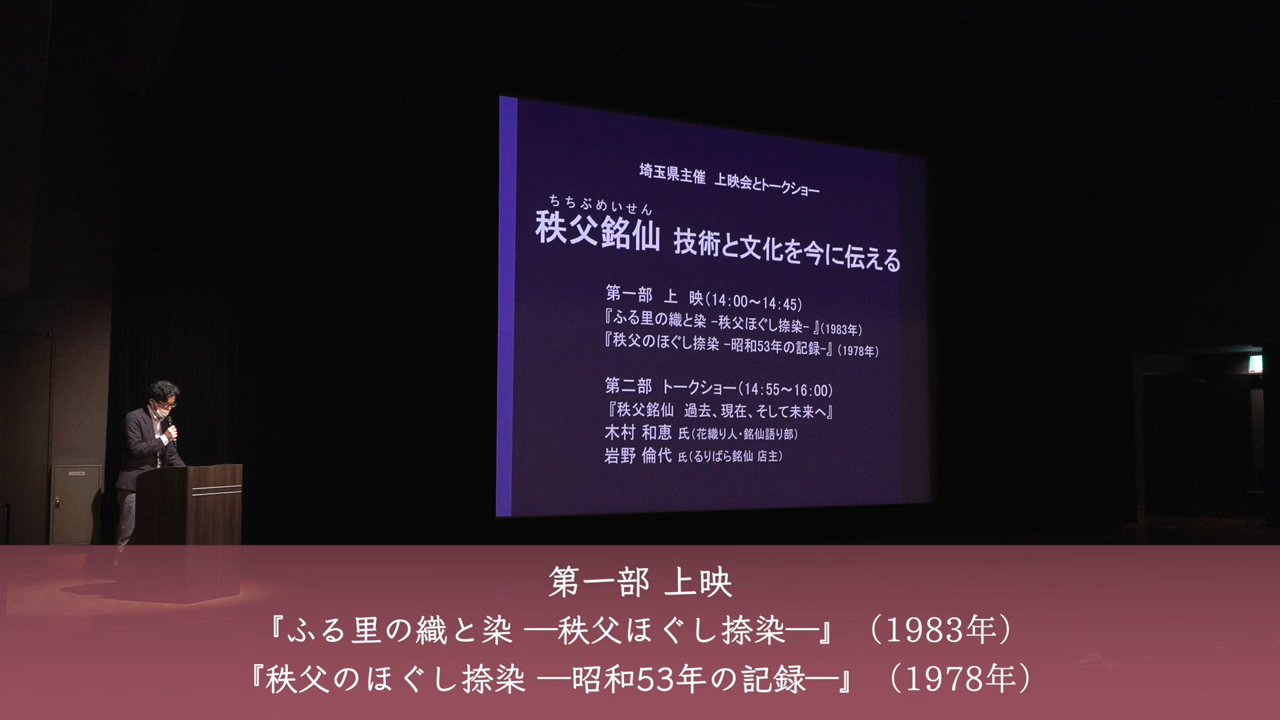 埼玉県主催 上映会とトークショー
ちちぶめいせん
秩父銘仙 技術と文化を今に伝える
第一部 上 映(14:00～14:45)
『ふる里の織と染 -秩父ほぐし捺染- 』(1983年)
『秩父のほぐし捺染 -昭和53年の記録-』(1978年)
第二部 トークショー(14:55～16:00)
『秩父銘仙 過去、現在、そして未来へ』
木村 和恵 氏(花織り人・銘仙語り部)
岩野 倫代 氏(るりばら銘仙 店主)
第一部 上映
『ふる里の織と染 ―秩父ほぐし捺染―』（1983年）
『秩父のほぐし捺染 ―昭和53年の記録―』（1978年）